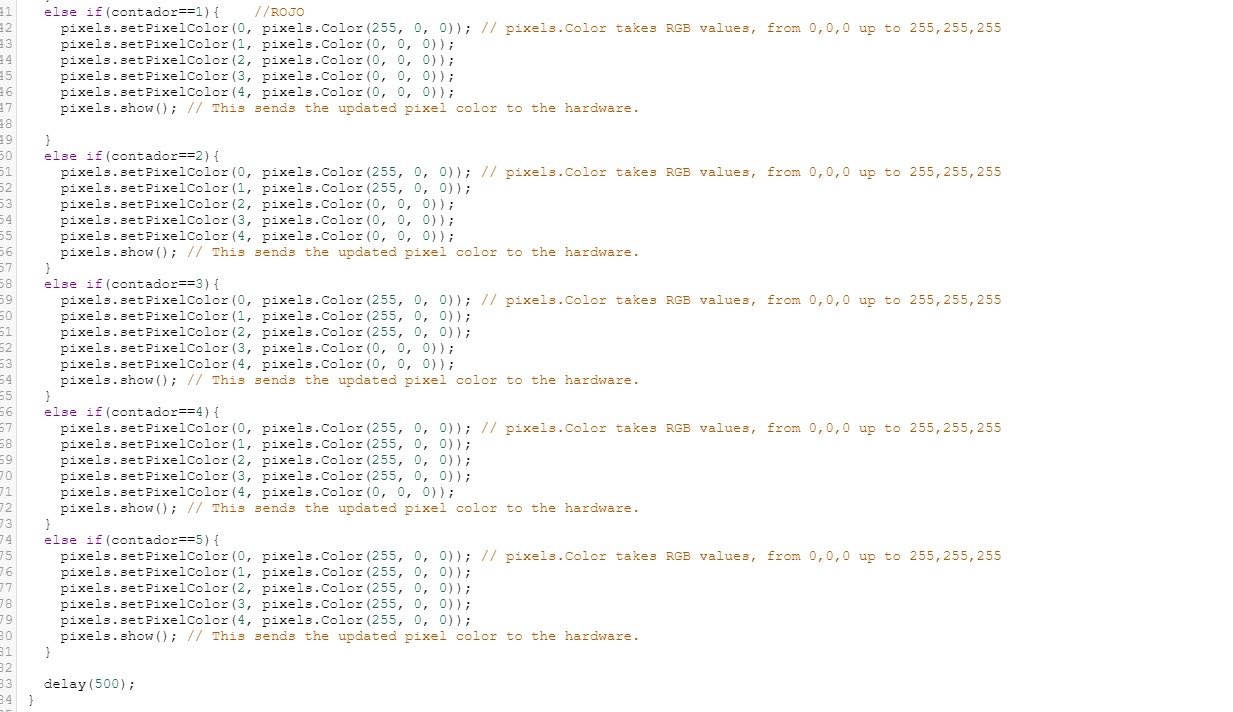 41 else if(contador==1){    //ROJO
42 pixels.setPixelColor(0, pixels.Color(255, 0, 0)); // pixels.Color takes RGB values, from 0,0,0 up to 255,255,255
43 pixels.setPixelColor(1, pixels.Color(0, 0, 0));
44 pixels.setPixelColor(2, pixels.Color(0, 0, 0));
45 pixels.setPixelColor(3, pixels.Color(0, 0, 0));
46 pixels.setPixelColor(4, pixels.Color(0, 0, 0));
47 pixels.show(); // This sends the updated pixel color to the hardware.
48
49 }
50 else if(contador==2){
51 pixels.setPixelColor(0, pixels.Color(255, 0, 0)); // pixels.Color takes RGB values, from 0,0,0 up to 255,255,255
52 pixels.setPixelColor(1, pixels.Color(255, 0, 0));
53 pixels.setPixelColor(2, pixels.Color(0, 0, 0));
54 pixels.setPixelColor(3, pixels.Color(0, 0, 0));
55 pixels.setPixelColor(4, pixels.Color(0, 0, 0));
56 pixels.show(); // This sends the updated pixel color to the hardware.
57 }
58 else if(contador==3){
59 pixels.setPixelColor(0, pixels.Color(255, 0, 0)); // pixels.Color takes RGB values, from 0,0,0 up to 255,255,255
60 pixels.setPixelColor(1, pixels.Color(255, 0, 0));
61 pixels.setPixelColor(2, pixels.Color(255, 0, 0));
62 pixels.setPixelColor(3, pixels.Color(0, 0, 0));
63 pixels.setPixelColor(4, pixels.Color(0, 0, 0));
64 pixels.show(); // This sends the updated pixel color to the hardware.
65 }
66 else if(contador==4){
67 pixels.setPixelColor(0, pixels.Color(255, 0, 0)); // pixels.Color takes RGB values, from 0,0,0 up to 255,255,255
68 pixels.setPixelColor(1, pixels.Color(255, 0, 0));
69 pixels.setPixelColor(2, pixels.Color(255, 0, 0));
70 pixels.setPixelColor(3, pixels.Color(255, 0, 0));
71 pixels.setPixelColor(4, pixels.Color(0, 0, 0));
72 pixels.show(); // This sends the updated pixel color to the hardware.
73 }
74 else if(contador==5){
75 pixels.setPixelColor(0, pixels.Color(255, 0, 0)); // pixels.Color takes RGB values, from 0,0,0 up to 255,255,255
76 pixels.setPixelColor(1, pixels.Color(255, 0, 0));
77 pixels.setPixelColor(2, pixels.Color(255, 0, 0));
78 pixels.setPixelColor(3, pixels.Color(255, 0, 0));
79 pixels.setPixelColor(4, pixels.Color(255, 0, 0));
80 pixels.show(); // This sends the updated pixel color to the hardware.
81 }
82
83 delay(500);
84 }